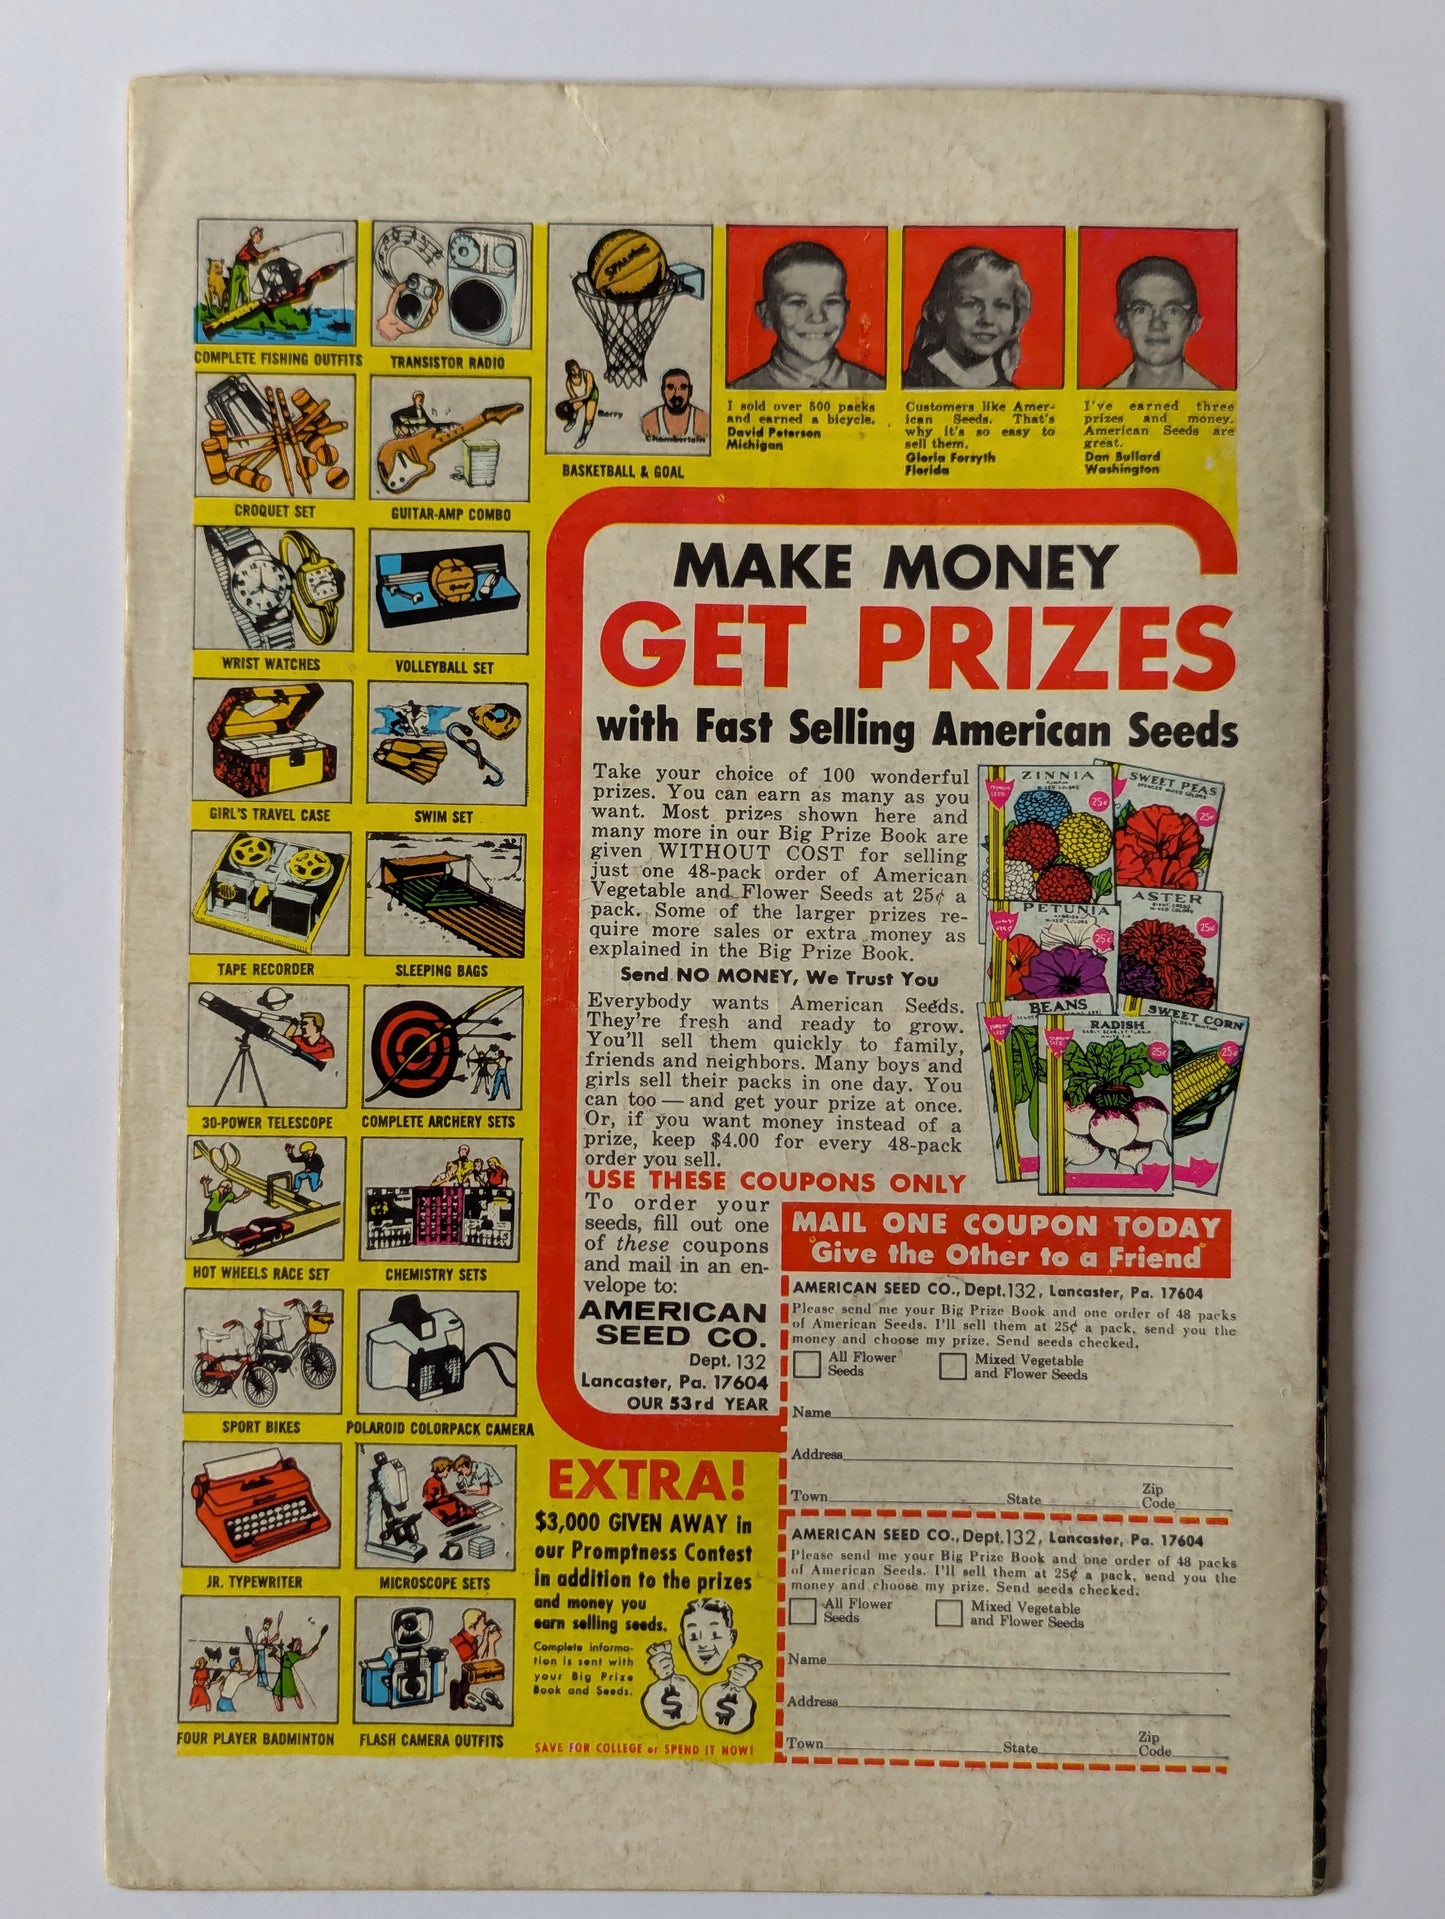 COMPLETE FISHING OUTFITS
TRANSISTOR RADIO
SPALDING
Barry
Chamberlain
BASKETBALL & GOAL
I sold over 500 packs
and earned a bicycle.
David Peterson
Michigan
Customers like Amer-
ican Seeds. That's
why it's so easy to
sell them.
Gloria Forsyth
Florida
I've earned three
prizes and money.
American Seeds are
great.
Dan Bullard
Washington
CROQUET SET
GUITAR-AMP COMBO
WRIST WATCHES
VOLLEYBALL SET
GIRL'S TRAVEL CASE
SWIM SET
TAPE RECORDER
SLEEPING BAGS
30-POWER TELESCOPE
COMPLETE ARCHERY SETS
HOT WHEELS RACE SET
CHEMISTRY SETS
SPORT BIKES
POLAROID COLORPACK CAMERA
JR. TYPEWRITER
MICROSCOPE SETS
FOUR PLAYER BADMINTON
FLASH CAMERA OUTFITS
MAKE MONEY
GET PRIZES
with Fast Selling American Seeds
Take your choice of 100 wonderful
prizes. You can earn as many as you
want. Most prizes shown here and
many more in our Big Prize Book are
given WITHOUT COST for selling
just one 48-pack order of American
Vegetable and Flower Seeds at 25¢ a
pack. Some of the larger prizes re-
quire more sales or extra money as
explained in the Big Prize Book.
Send NO MONEY, We Trust You
Everybody wants American Seeds.
They're fresh and ready to grow.
You'll sell them quickly to family,
friends and neighbors. Many boys and
girls sell their packs in one day. You
can too — and get your prize at once.
Or, if you want money instead of a
prize, keep $4.00 for every 48-pack
order you sell.
USE THESE COUPONS ONLY
To order your
seeds, fill out one
of these coupons
and mail in an en-
velope to:
AMERICAN
SEED CO.
Dept. 132
Lancaster, Pa. 17604
OUR 53rd YEAR
ZINNIA
MIXED COLORS
25¢
SWEET PEAS
SPENCER MIXED COLORS
25¢
PETUNIA
MIXED COLORS
25¢
ASTER
MIXED COLORS
25¢
BEANS
RADISH
25¢
SWEET CORN
25¢
MAIL ONE COUPON TODAY
Give the Other to a Friend
AMERICAN SEED CO., Dept. 132, Lancaster, Pa. 17604
Please send me your Big Prize Book and one order of 48 packs
of American Seeds. I'll sell them at 25¢ a pack, send you the
money and choose my prize. Send seeds checked.
All Flower
Seeds
Mixed Vegetable
and Flower Seeds
Name
Address
Town State Zip
Code
AMERICAN SEED CO., Dept. 132, Lancaster, Pa. 17604
Please send me your Big Prize Book and one order of 48 packs
of American Seeds. I'll sell them at 25¢ a pack, send you the
money and choose my prize. Send seeds checked.
All Flower
Seeds
Mixed Vegetable
and Flower Seeds
Name
Address
Town State Zip
Code
EXTRA!
$3,000 GIVEN AWAY in
our Promptness Contest
in addition to the prizes
and money you
earn selling seeds.
Complete informa-
tion is sent with
your Big Prize
Book and Seeds.
$ $
SAVE FOR COLLEGE or SPEND IT NOW!